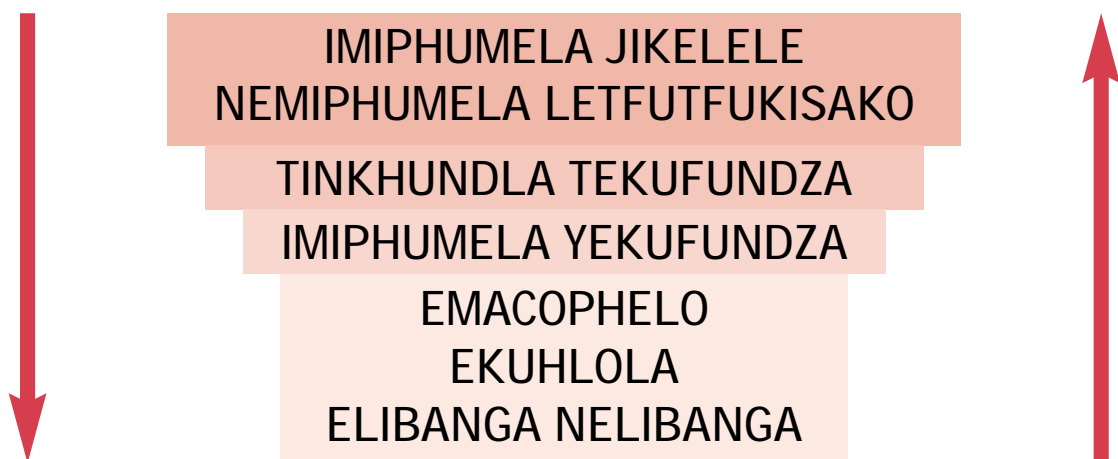 IMIPHUMELA JIKELELE
NEMIPHUMELA LETFUTFUKISAKO
TINKHUNDLA TEKUFUNDZA
IMIPHUMELA YEKUFUNDZA
EMACOPHELO
EKUHLOLA
ELIBANGA NELIBANGA